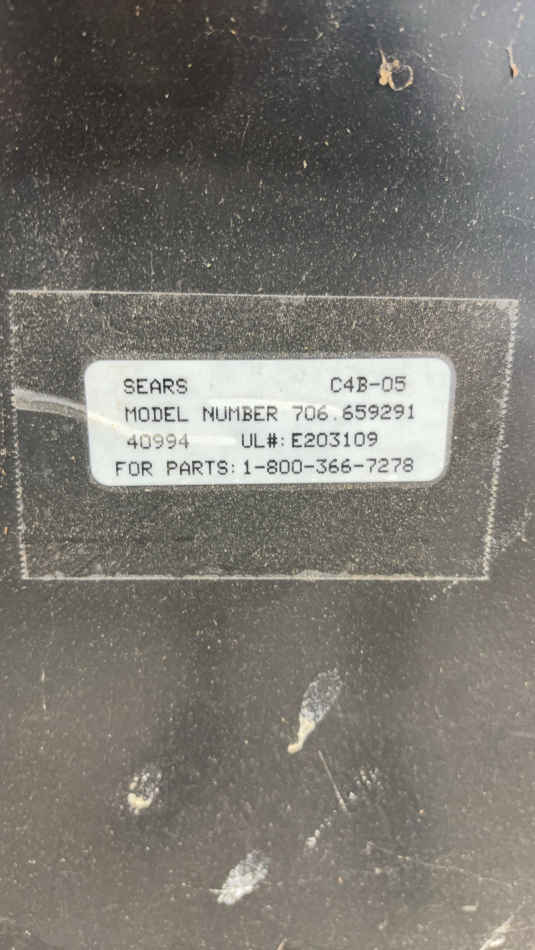 SEARS C4B-05
MODEL NUMBER 706.659291
40994 UL#:E203109
FOR PARTS:1-800-366-7278